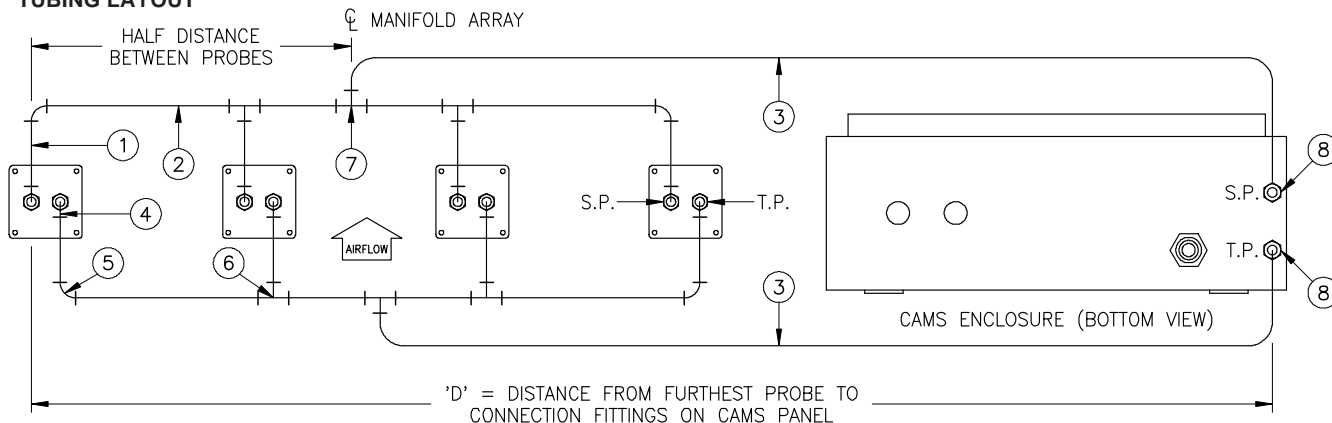 TUBING LAYOUT
℄ MANIFOLD ARRAY
HALF DISTANCE
BETWEEN PROBES
3
1
2
7
8
S.P.
T.P.
S.P.
4
AIRFLOW
T.P.
5
6
3
8
CAMS ENCLOSURE (BOTTOM VIEW)
'D' = DISTANCE FROM FURTHEST PROBE TO
CONNECTION FITTINGS ON CAMS PANEL